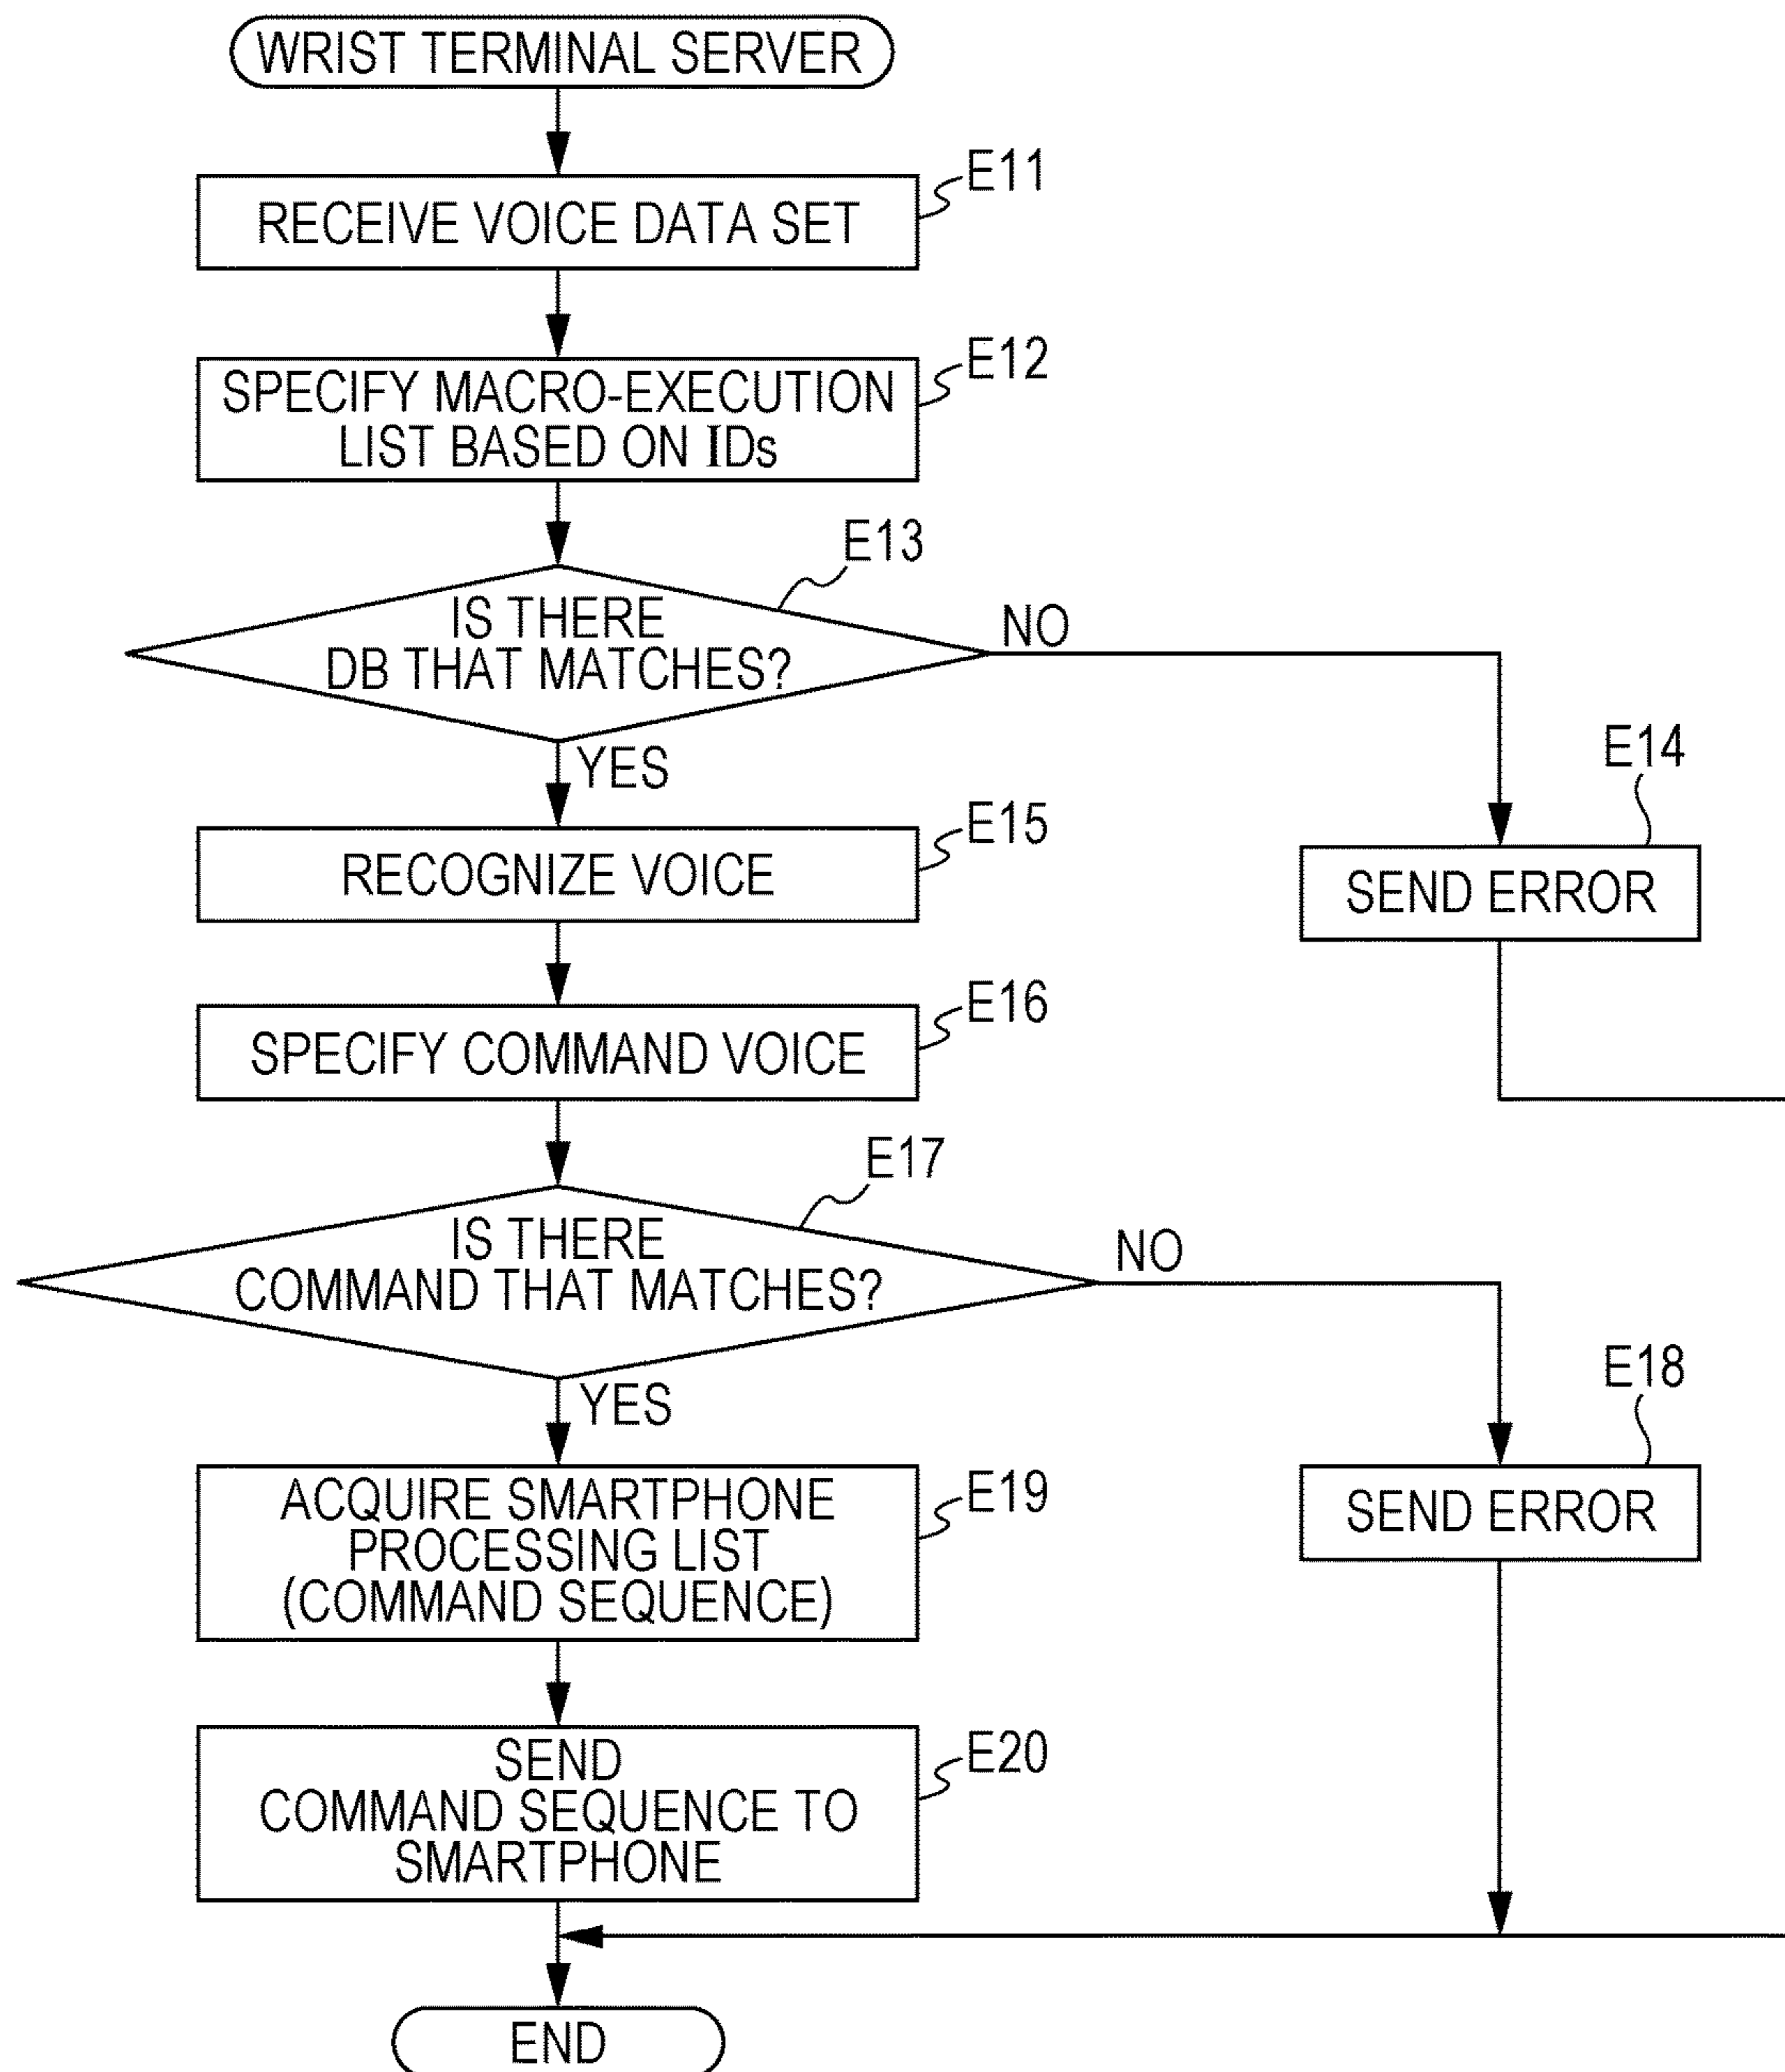 WRIST TERMINAL SERVER
E11
RECEIVE VOICE DATA SET
E12
SPECIFY MACRO-EXECUTION
LIST BASED ON IDs
E13
IS THERE
DB THAT MATCHES?
NO
YES
E14
SEND ERROR
E15
RECOGNIZE VOICE
E16
SPECIFY COMMAND VOICE
E17
IS THERE
COMMAND THAT MATCHES?
NO
YES
E18
SEND ERROR
E19
ACQUIRE SMARTPHONE
PROCESSING LIST
(COMMAND SEQUENCE)
E20
SEND
COMMAND SEQUENCE TO
SMARTPHONE
END